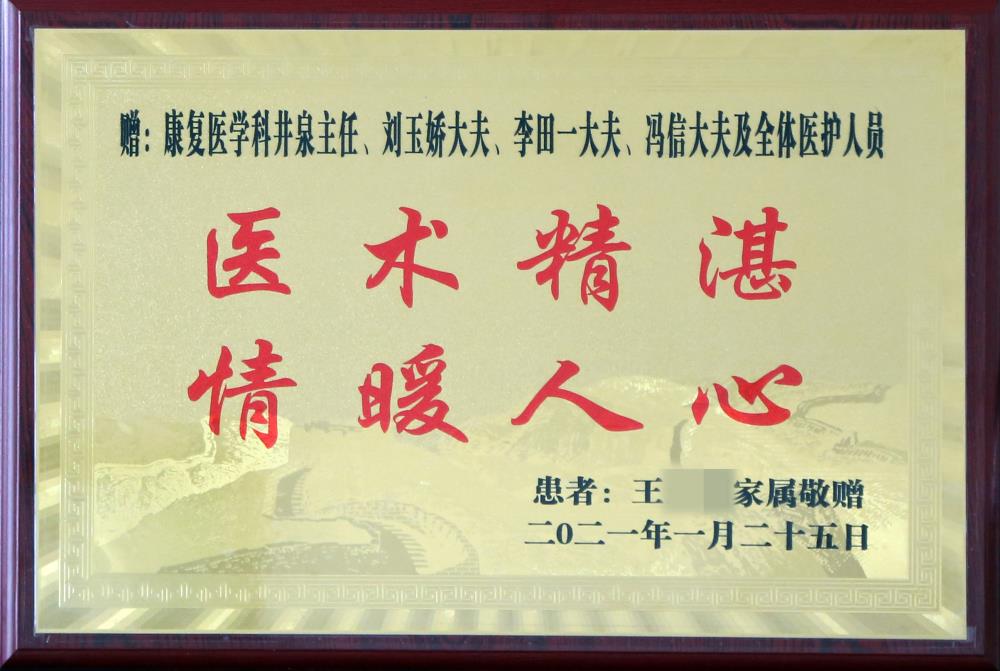 赠：康复医学科井泉主任、刘玉娇大夫、李田一大夫、冯信大夫及全体医护人员
医术精湛
情暖人心
患者：王 家属敬赠
二〇二一年一月二十五日